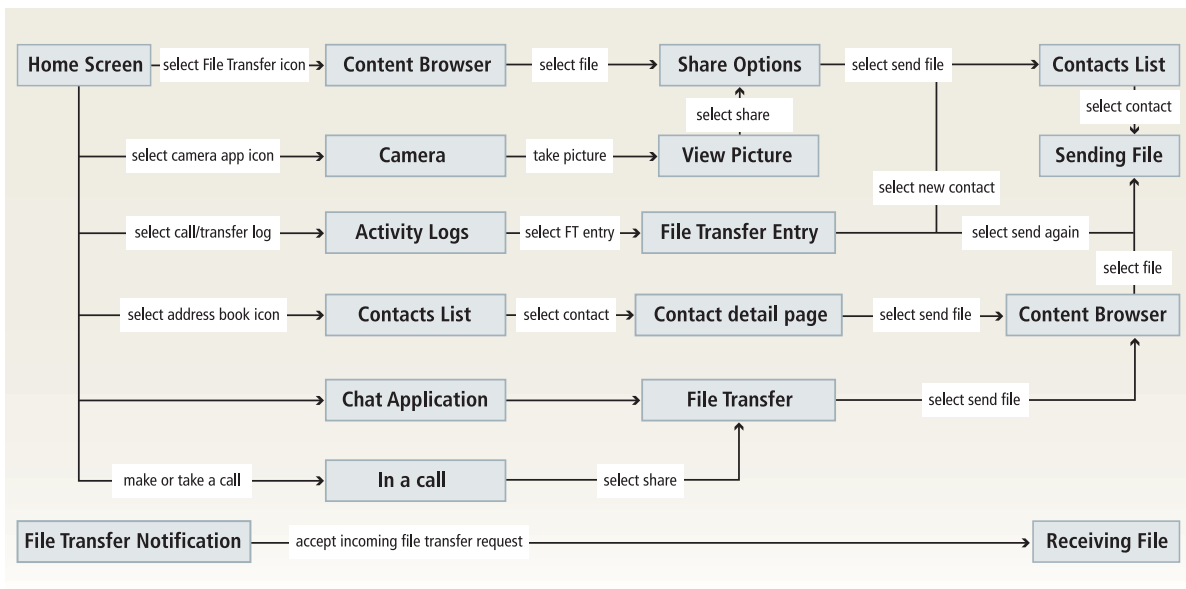 Home Screen
select File Transfer icon
Content Browser
select file
Share Options
select send file
Contacts List
select share
select contact
select camera app icon
Camera
take picture
View Picture
Sending File
select new contact
select call/transfer log
Activity Logs
select FT entry
File Transfer Entry
select send again
select file
select address book icon
Contacts List
select contact
Contact detail page
select send file
Content Browser
Chat Application
File Transfer
select send file
make or take a call
In a call
select share
File Transfer Notification
accept incoming file transfer request
Receiving File